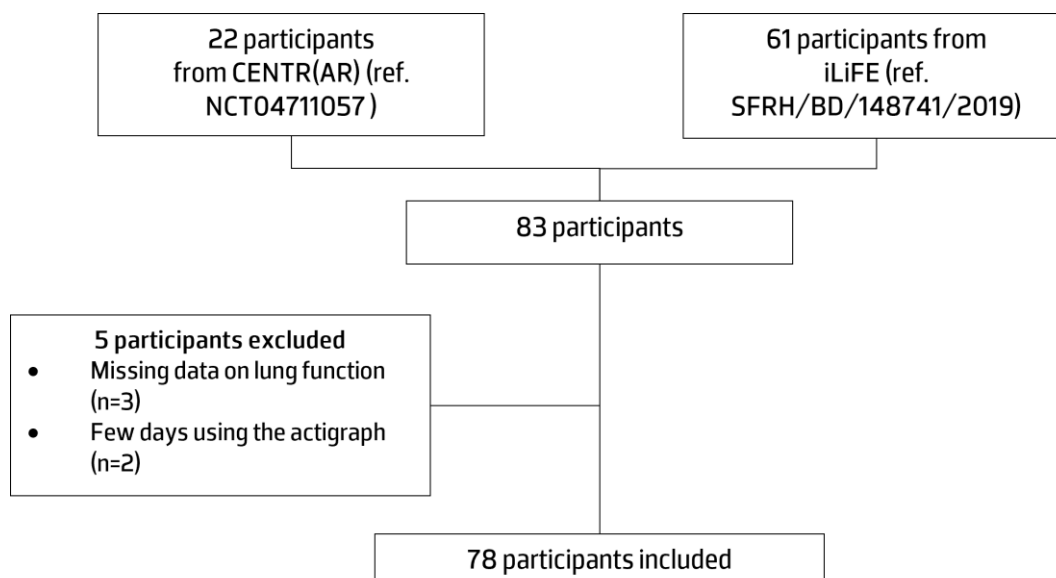 22 participants
from CENTR(AR) (ref.
NCT04711057 )
61 participants from
iLiFE (ref.
SFRH/BD/148741/2019)
83 participants
5 participants excluded
• Missing data on lung function
(n=3)
• Few days using the actigraph
(n=2)
78 participants included